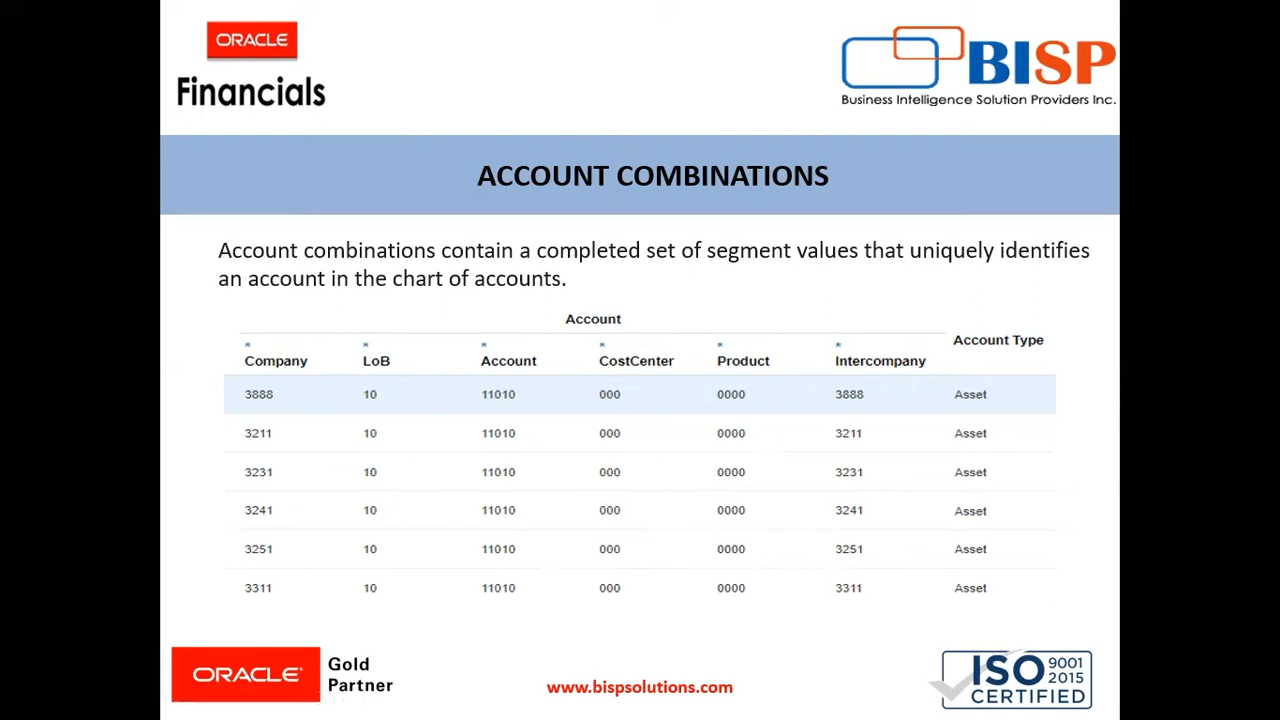 ORACLE
Financials
BISP
Business Intelligence Solution Providers Inc.
ACCOUNT COMBINATIONS
Account combinations contain a completed set of segment values that uniquely identifies
an account in the chart of accounts.
Account
Account Type
* * * * * *
Company LoB Account CostCenter Product Intercompany
3888 10 11010 000 0000 3888 Asset
3211 10 11010 000 0000 3211 Asset
3231 10 11010 000 0000 3231 Asset
3241 10 11010 000 0000 3241 Asset
3251 10 11010 000 0000 3251 Asset
3311 10 11010 000 0000 3311 Asset
ORACLE®
Gold
Partner
www.bispsolutions.com
ISO 9001
2015
CERTIFIED